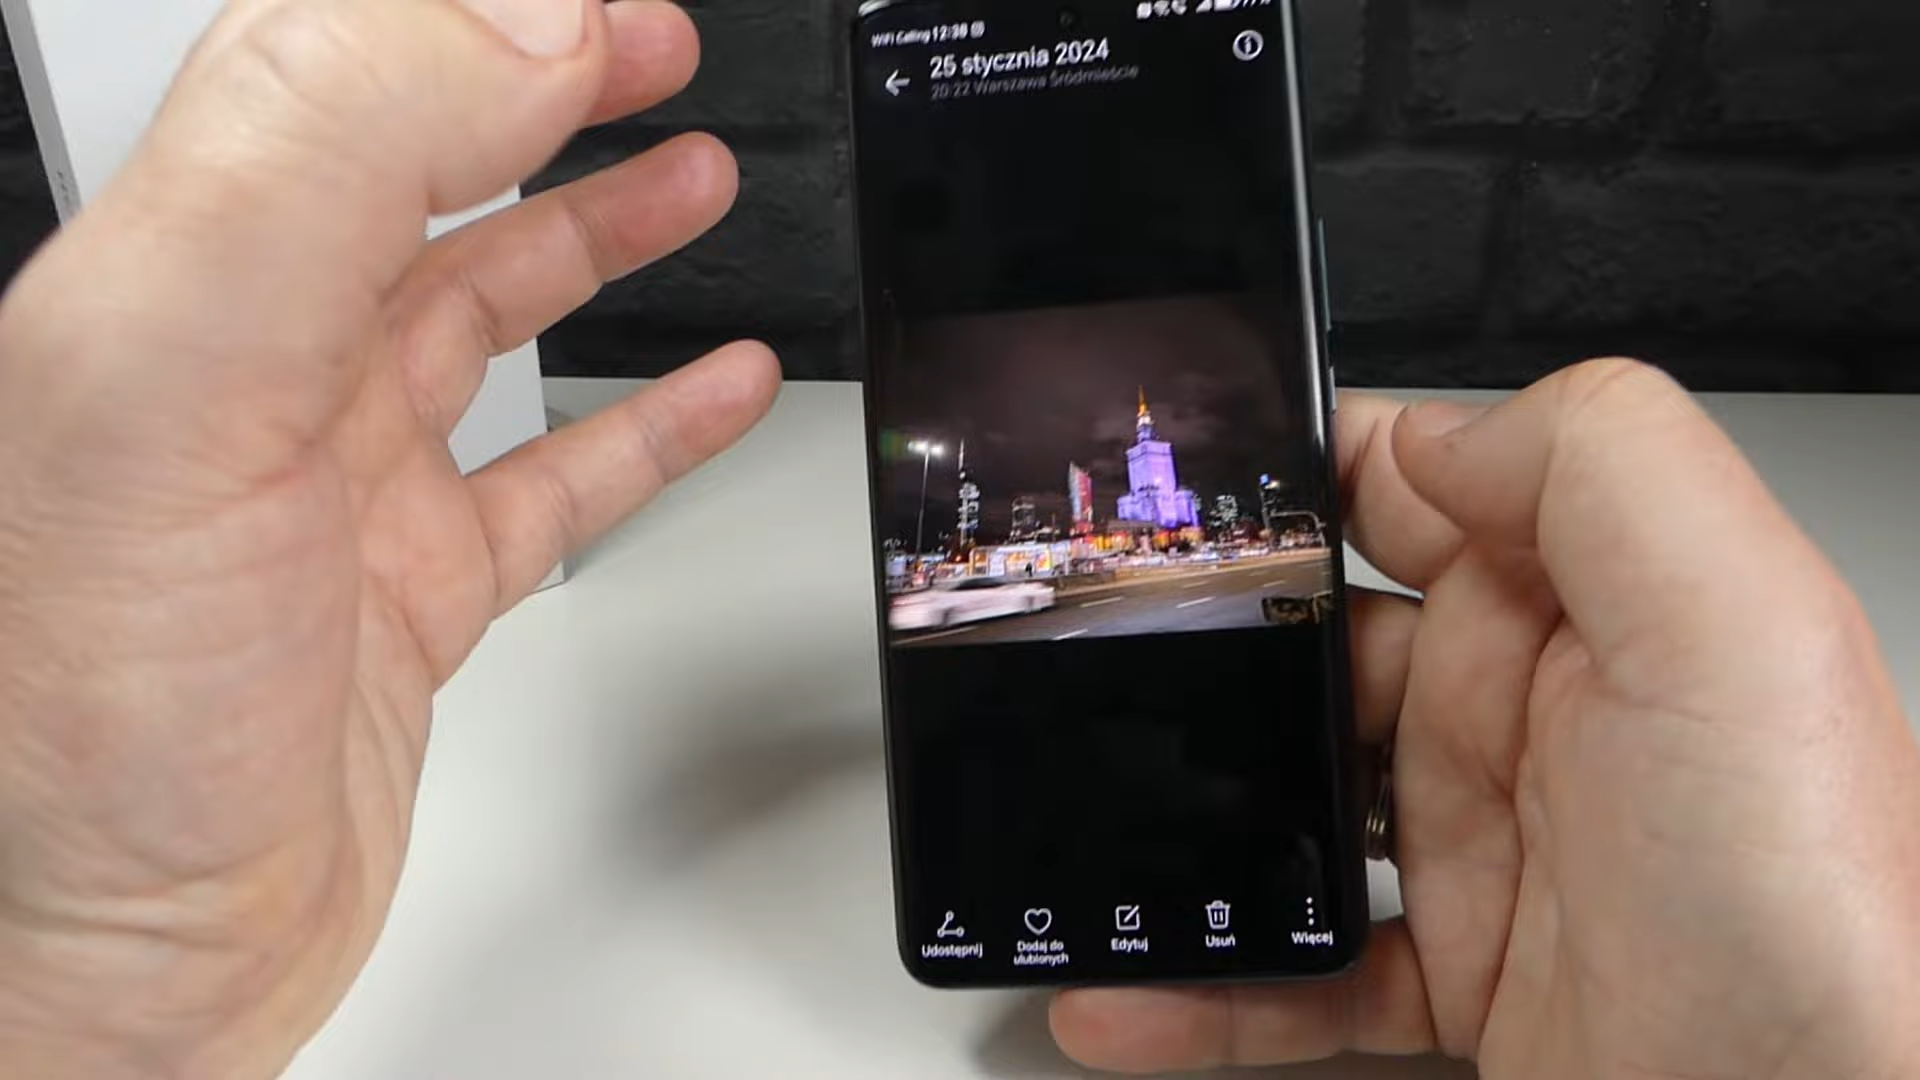 WiFi Calling 12:38
25 stycznia 2024
20:22 Warszawa Śródmieście
Udostępnij
Dodaj do
ulubionych
Edytuj
Usuń
Więcej